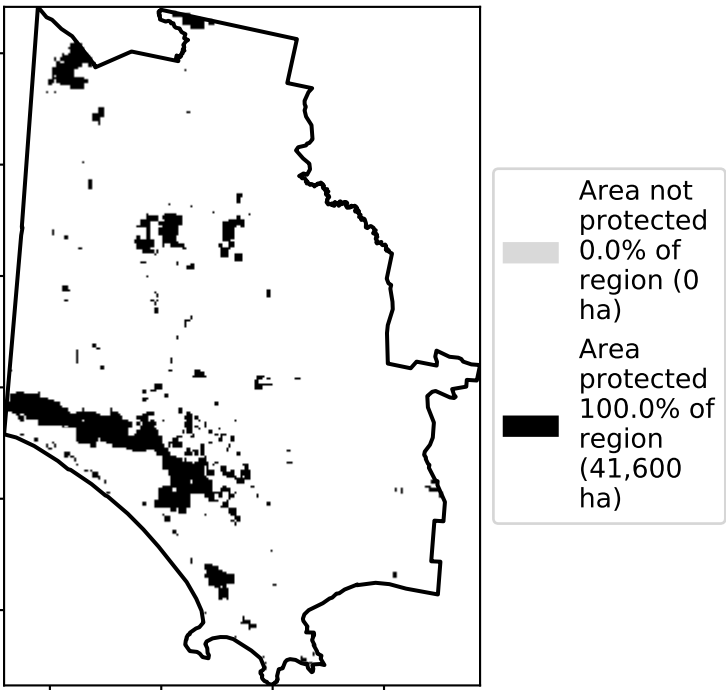 Area not
protected
0.0% of
region (0
ha)
Area
protected
100.0% of
region
(41,600
ha)